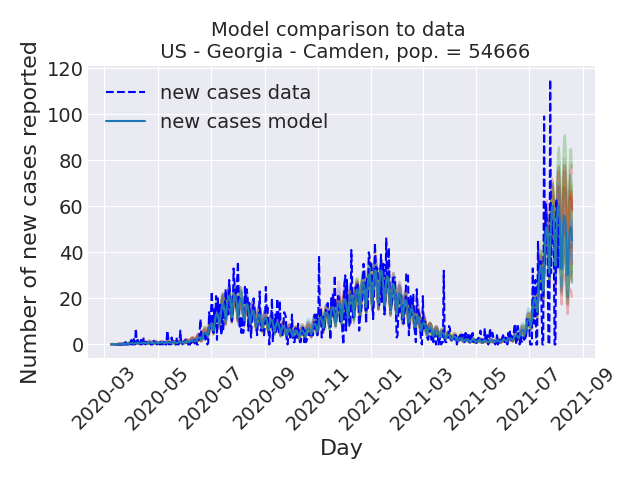 Model comparison to data
US - Georgia - Camden, pop. = 54666
Number of new cases reported
120
100
80
60
40
20
0
new cases data
new cases model
2020-03
2020-05
2020-07
2020-09
2020-11
2021-01
2021-03
2021-05
2021-07
2021-09
Day